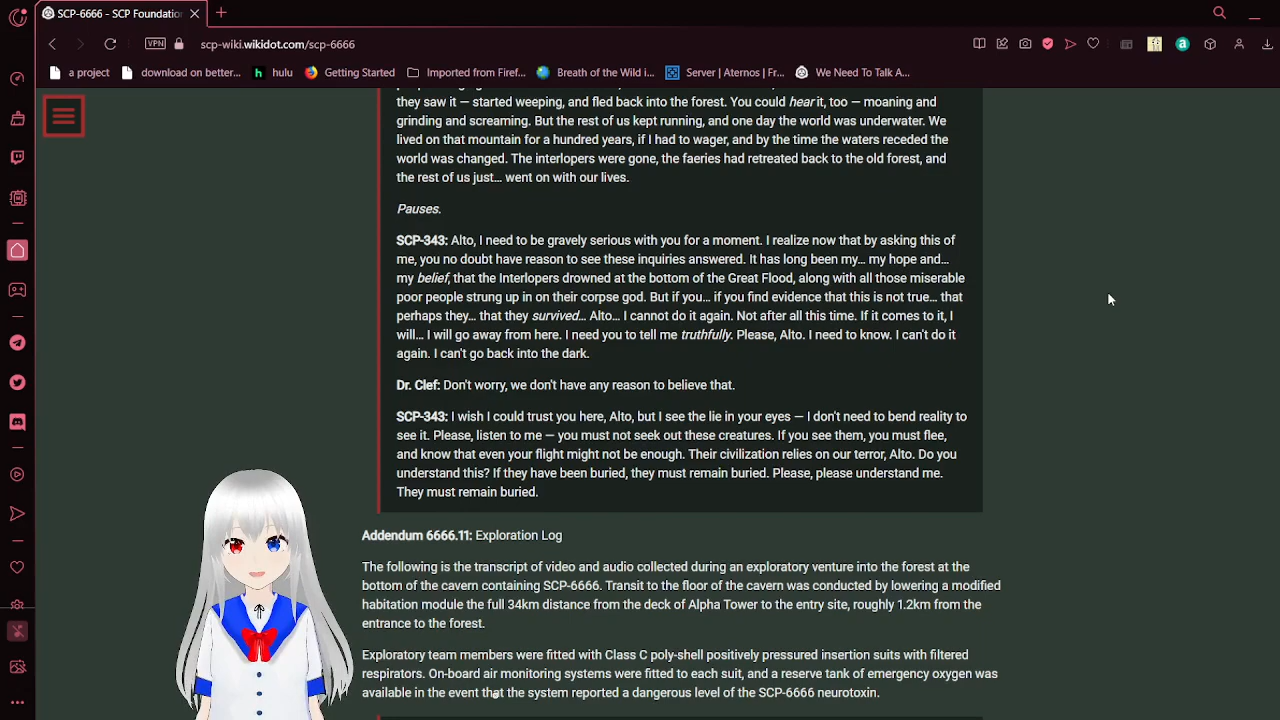 SCP-6666 - SCP Foundation
VPN
scp-wiki.wikidot.com/scp-6666
a project
download on better...
hulu
Getting Started
Imported from Firef...
Breath of the Wild i...
Server | Aternos | Fr...
We Need To Talk A...
they saw it — started weeping, and fled back into the forest. You could hear it, too — moaning and
grinding and screaming. But the rest of us kept running, and one day the world was underwater. We
lived on that mountain for a hundred years, if I had to wager, and by the time the waters receded the
world was changed. The interlopers were gone, the faeries had retreated back to the old forest, and
the rest of us just… went on with our lives.
Pauses.
SCP-343: Alto, I need to be gravely serious with you for a moment. I realize now that by asking this of
me, you no doubt have reason to see these inquiries answered. It has long been my… my hope and…
my belief, that the Interlopers drowned at the bottom of the Great Flood, along with all those miserable
poor people strung up in on their corpse god. But if you… if you find evidence that this is not true… that
perhaps they… that they survived… Alto… I cannot do it again. Not after all this time. If it comes to it, I
will… I will go away from here. I need you to tell me truthfully. Please, Alto. I need to know. I can't do it
again. I can't go back into the dark.
Dr. Clef: Don't worry, we don't have any reason to believe that.
SCP-343: I wish I could trust you here, Alto, but I see the lie in your eyes — I don't need to bend reality to
see it. Please, listen to me — you must not seek out these creatures. If you see them, you must flee,
and know that even your flight might not be enough. Their civilization relies on our terror, Alto. Do you
understand this? If they have been buried, they must remain buried. Please, please understand me.
They must remain buried.
Addendum 6666.11: Exploration Log
The following is the transcript of video and audio collected during an exploratory venture into the forest at the
bottom of the cavern containing SCP-6666. Transit to the floor of the cavern was conducted by lowering a modified
habitation module the full 34km distance from the deck of Alpha Tower to the entry site, roughly 1.2km from the
entrance to the forest.
Exploratory team members were fitted with Class C poly-shell positively pressured insertion suits with filtered
respirators. On-board air monitoring systems were fitted to each suit, and a reserve tank of emergency oxygen was
available in the event that the system reported a dangerous level of the SCP-6666 neurotoxin.